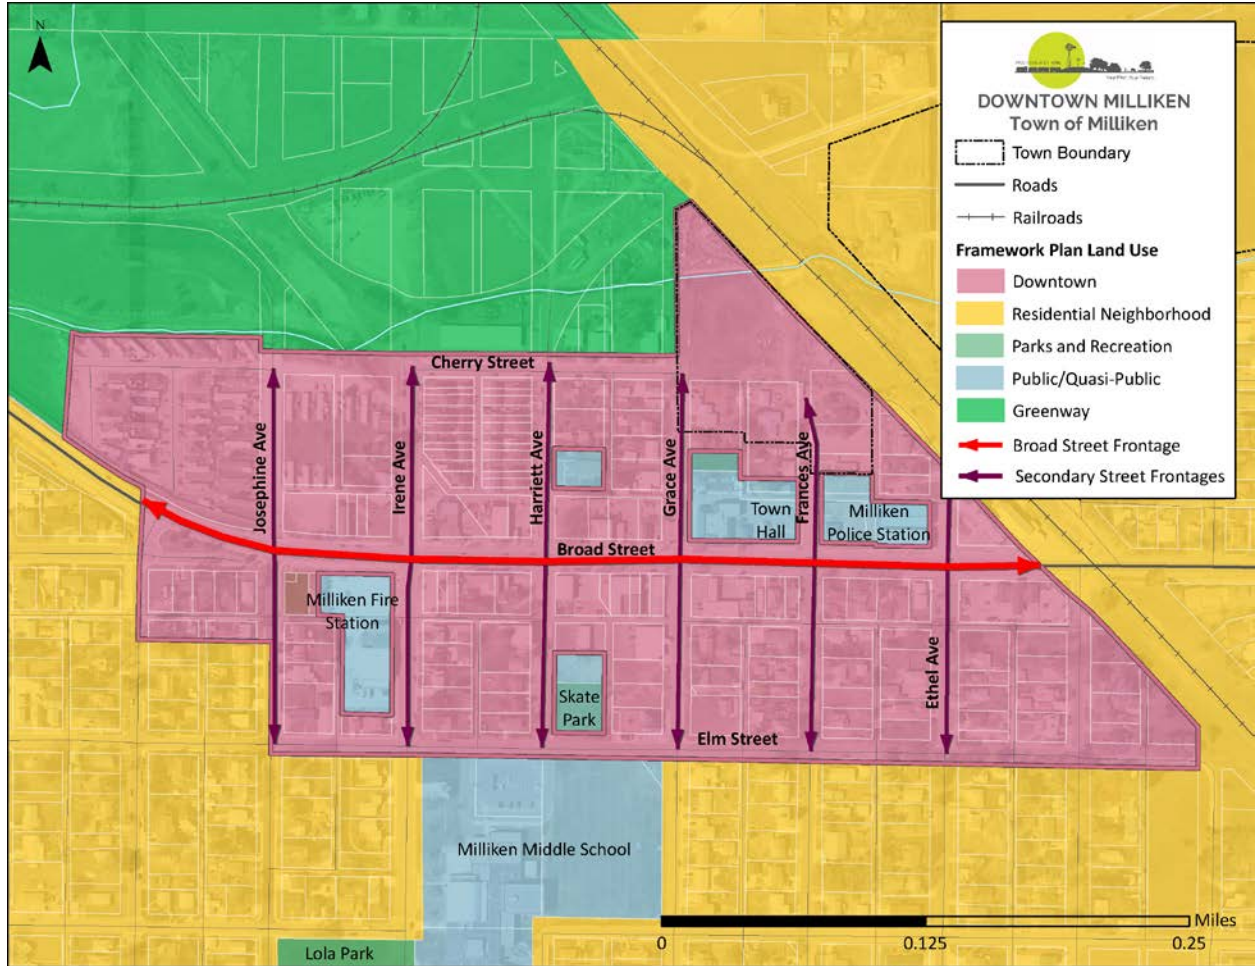 N
DOWNTOWN MILLIKEN
Town of Milliken
Town Boundary
Roads
Railroads
Framework Plan Land Use
Downtown
Residential Neighborhood
Parks and Recreation
Public/Quasi-Public
Greenway
Broad Street Frontage
Secondary Street Frontages
Cherry Street
Josephine Ave
Irene Ave
Harriett Ave
Grace Ave
Frances Ave
Town
Hall
Milliken
Police Station
Broad Street
Milliken Fire
Station
Skate
Park
Ethel Ave
Elm Street
Milliken Middle School
Lola Park
Miles
0
0.125
0.25